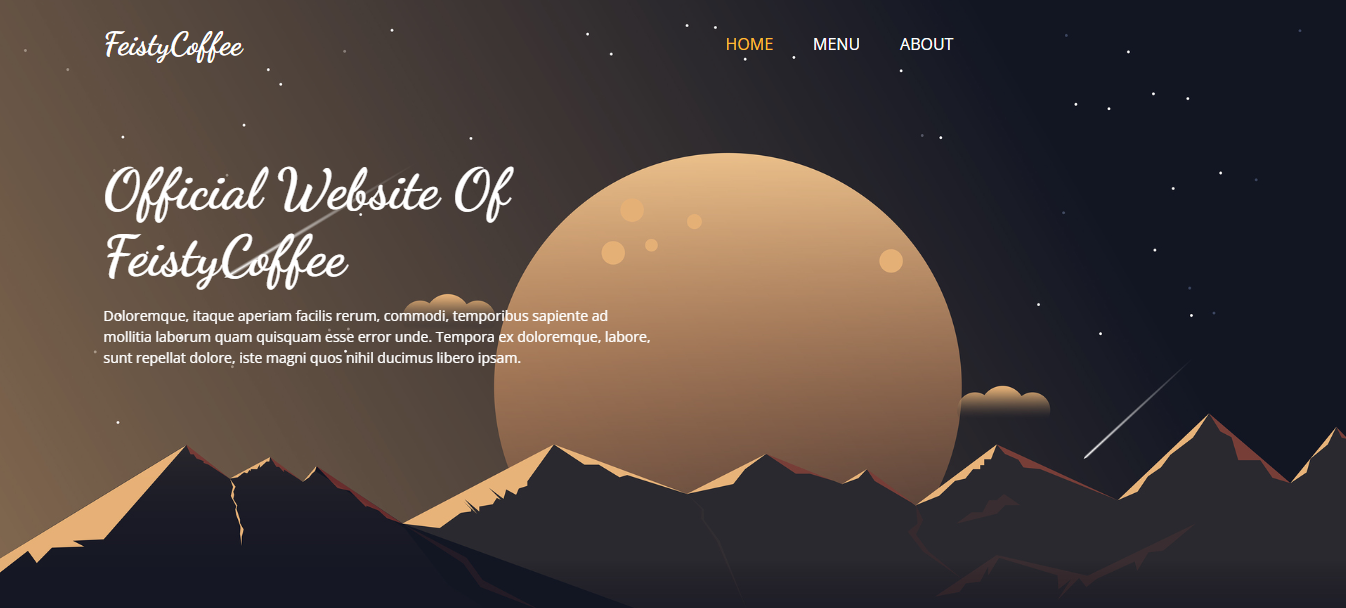 FeistyCoffee
HOME MENU ABOUT
Official Website Of
FeistyCoffee
Doloremque, itaque aperiam facilis rerum, commodi, temporibus sapiente ad
mollitia laborum quam quisquam esse error unde. Tempora ex doloremque, labore,
sunt repellat dolore, iste magni quos nihil ducimus libero ipsam.